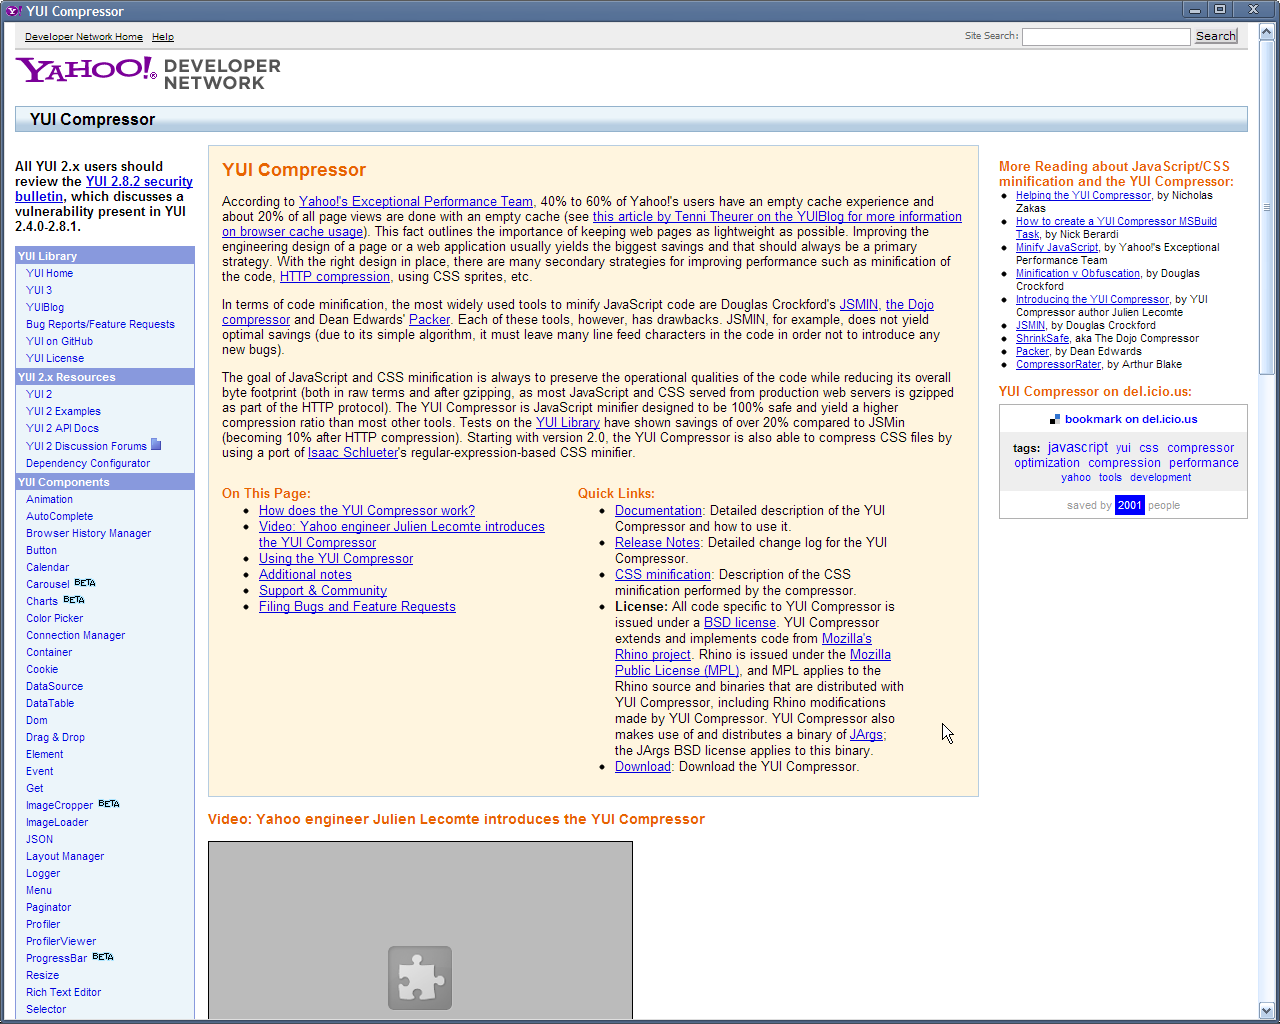 YUI Compressor
Developer Network Home Help
Site Search: Search
YAHOO!® DEVELOPER
NETWORK
YUI Compressor
All YUI 2.x users should
review the YUI 2.8.2 security
bulletin, which discusses a
vulnerability present in YUI
2.4.0-2.8.1.
YUI Library
YUI Home
YUI 3
YUIBlog
Bug Reports/Feature Requests
YUI on GitHub
YUI License
YUI 2.x Resources
YUI 2
YUI 2 Examples
YUI 2 API Docs
YUI 2 Discussion Forums
Dependency Configurator
YUI Components
Animation
AutoComplete
Browser History Manager
Button
Calendar
Carousel BETA
Charts BETA
Color Picker
Connection Manager
Container
Cookie
DataSource
DataTable
Dom
Drag & Drop
Element
Event
Get
ImageCropper BETA
ImageLoader
JSON
Layout Manager
Logger
Menu
Paginator
Profiler
ProfilerViewer
ProgressBar BETA
Resize
Rich Text Editor
Selector
YUI Compressor
According to Yahoo!'s Exceptional Performance Team, 40% to 60% of Yahoo!'s users have an empty cache experience and
about 20% of all page views are done with an empty cache (see this article by Tenni Theurer on the YUIBlog for more information
on browser cache usage). This fact outlines the importance of keeping web pages as lightweight as possible. Improving the
engineering design of a page or a web application usually yields the biggest savings and that should always be a primary
strategy. With the right design in place, there are many secondary strategies for improving performance such as minification of
the code, HTTP compression, using CSS sprites, etc.
In terms of code minification, the most widely used tools to minify JavaScript code are Douglas Crockford's JSMIN, the Dojo
compressor and Dean Edwards' Packer. Each of these tools, however, has drawbacks. JSMIN, for example, does not yield
optimal savings (due to its simple algorithm, it must leave many line feed characters in the code in order not to introduce any
new bugs).
The goal of JavaScript and CSS minification is always to preserve the operational qualities of the code while reducing its overall
byte footprint (both in raw terms and after gzipping, as most JavaScript and CSS served from production web servers is gzipped
as part of the HTTP protocol). The YUI Compressor is JavaScript minifier designed to be 100% safe and yield a higher
compression ratio than most other tools. Tests on the YUI Library have shown savings of over 20% compared to JSMin
(becoming 10% after HTTP compression). Starting with version 2.0, the YUI Compressor is also able to compress CSS files by
using a port of Isaac Schlueter's regular-expression-based CSS minifier.
On This Page:
How does the YUI Compressor work?
Video: Yahoo engineer Julien Lecomte introduces
the YUI Compressor
Using the YUI Compressor
Additional notes
Support & Community
Filing Bugs and Feature Requests
Quick Links:
Documentation: Detailed description of the YUI
Compressor and how to use it.
Release Notes: Detailed change log for the YUI
Compressor.
CSS minification: Description of the CSS
minification performed by the compressor.
License: All code specific to YUI Compressor is
issued under a BSD license. YUI Compressor
extends and implements code from Mozilla's
Rhino project. Rhino is issued under the Mozilla
Public License (MPL), and MPL applies to the
Rhino source and binaries that are distributed with
YUI Compressor, including Rhino modifications
made by YUI Compressor. YUI Compressor also
makes use of and distributes a binary of JArgs;
the JArgs BSD license applies to this binary.
Download: Download the YUI Compressor.
Video: Yahoo engineer Julien Lecomte introduces the YUI Compressor
More Reading about JavaScript/CSS
minification and the YUI Compressor:
Helping the YUI Compressor, by Nicholas
Zakas
How to create a YUI Compressor MSBuild
Task, by Nick Berardi
Minify JavaScript, by Yahoo!'s Exceptional
Performance Team
Minification v Obfuscation, by Douglas
Crockford
Introducing the YUI Compressor, by YUI
Compressor author Julien Lecomte
JSMIN, by Douglas Crockford
ShrinkSafe, aka The Dojo Compressor
Packer, by Dean Edwards
CompressorRater, by Arthur Blake
YUI Compressor on del.icio.us:
bookmark on del.icio.us
tags: javascript yui css compressor
optimization compression performance
yahoo tools development
saved by 2001 people